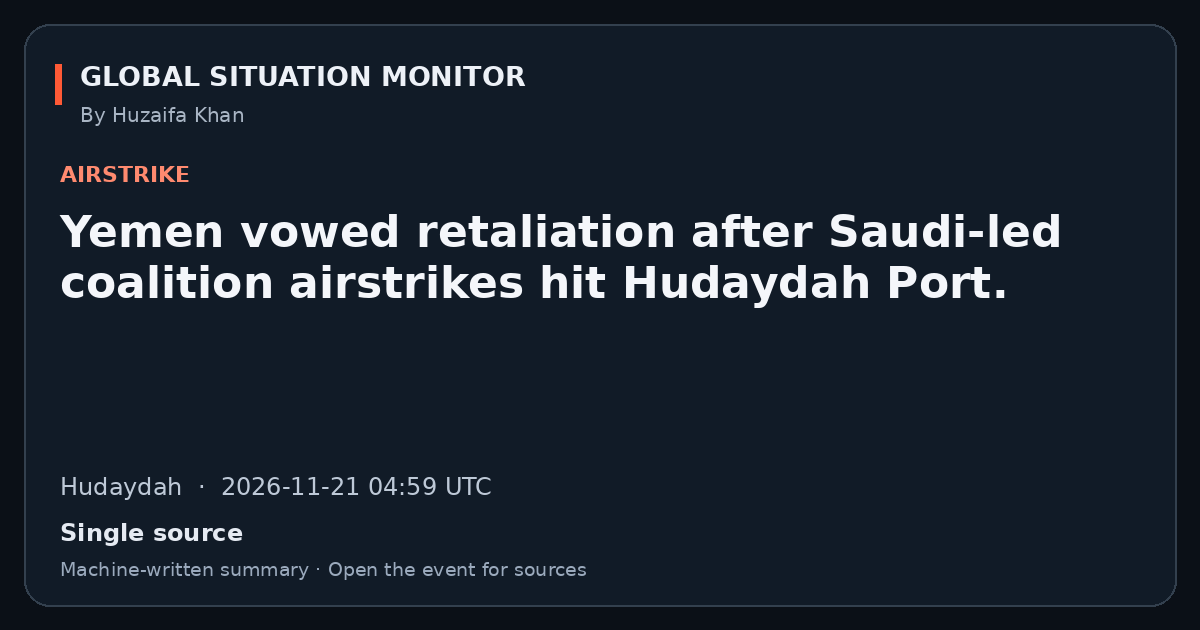 GLOBAL SITUATION MONITOR
By Huzaifa Khan
AIRSTRIKE
Yemen vowed retaliation after Saudi-led
coalition airstrikes hit Hudaydah Port.
Hudaydah · 2026-11-21 04:59 UTC
Single source
Machine-written summary · Open the event for sources